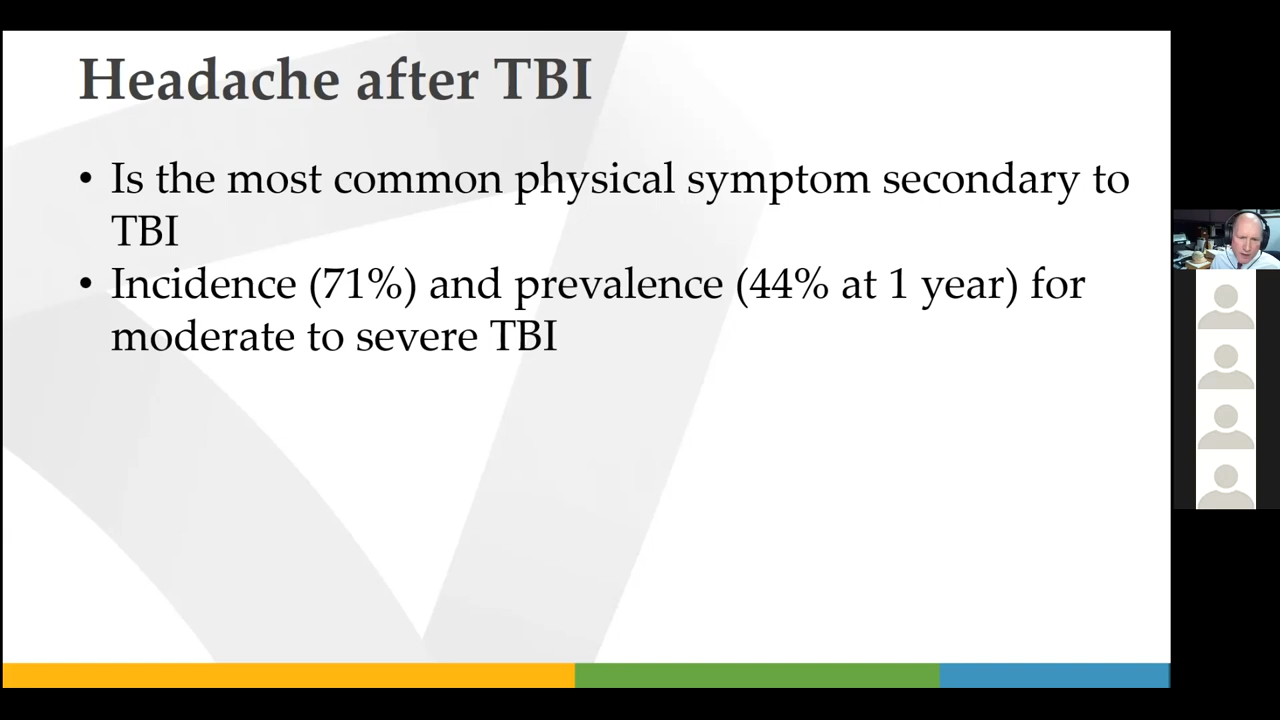 Headache after TBI
• Is the most common physical symptom secondary to
TBI
• Incidence (71%) and prevalence (44% at 1 year) for
moderate to severe TBI